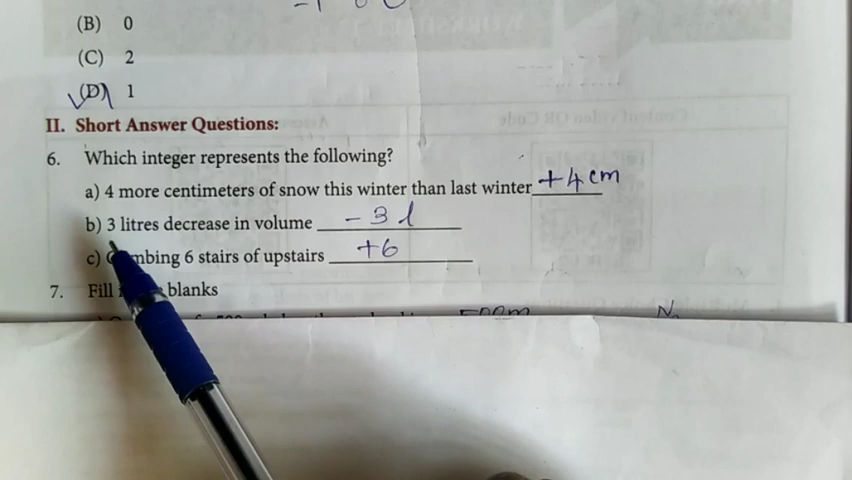 (B) 0
(C) 2
(D) 1
II. Short Answer Questions:
6. Which integer represents the following?
a) 4 more centimeters of snow this winter than last winter +4 cm
b) 3 litres decrease in volume -3 l
c) Climbing 6 stairs of upstairs +6
7. Fill blanks